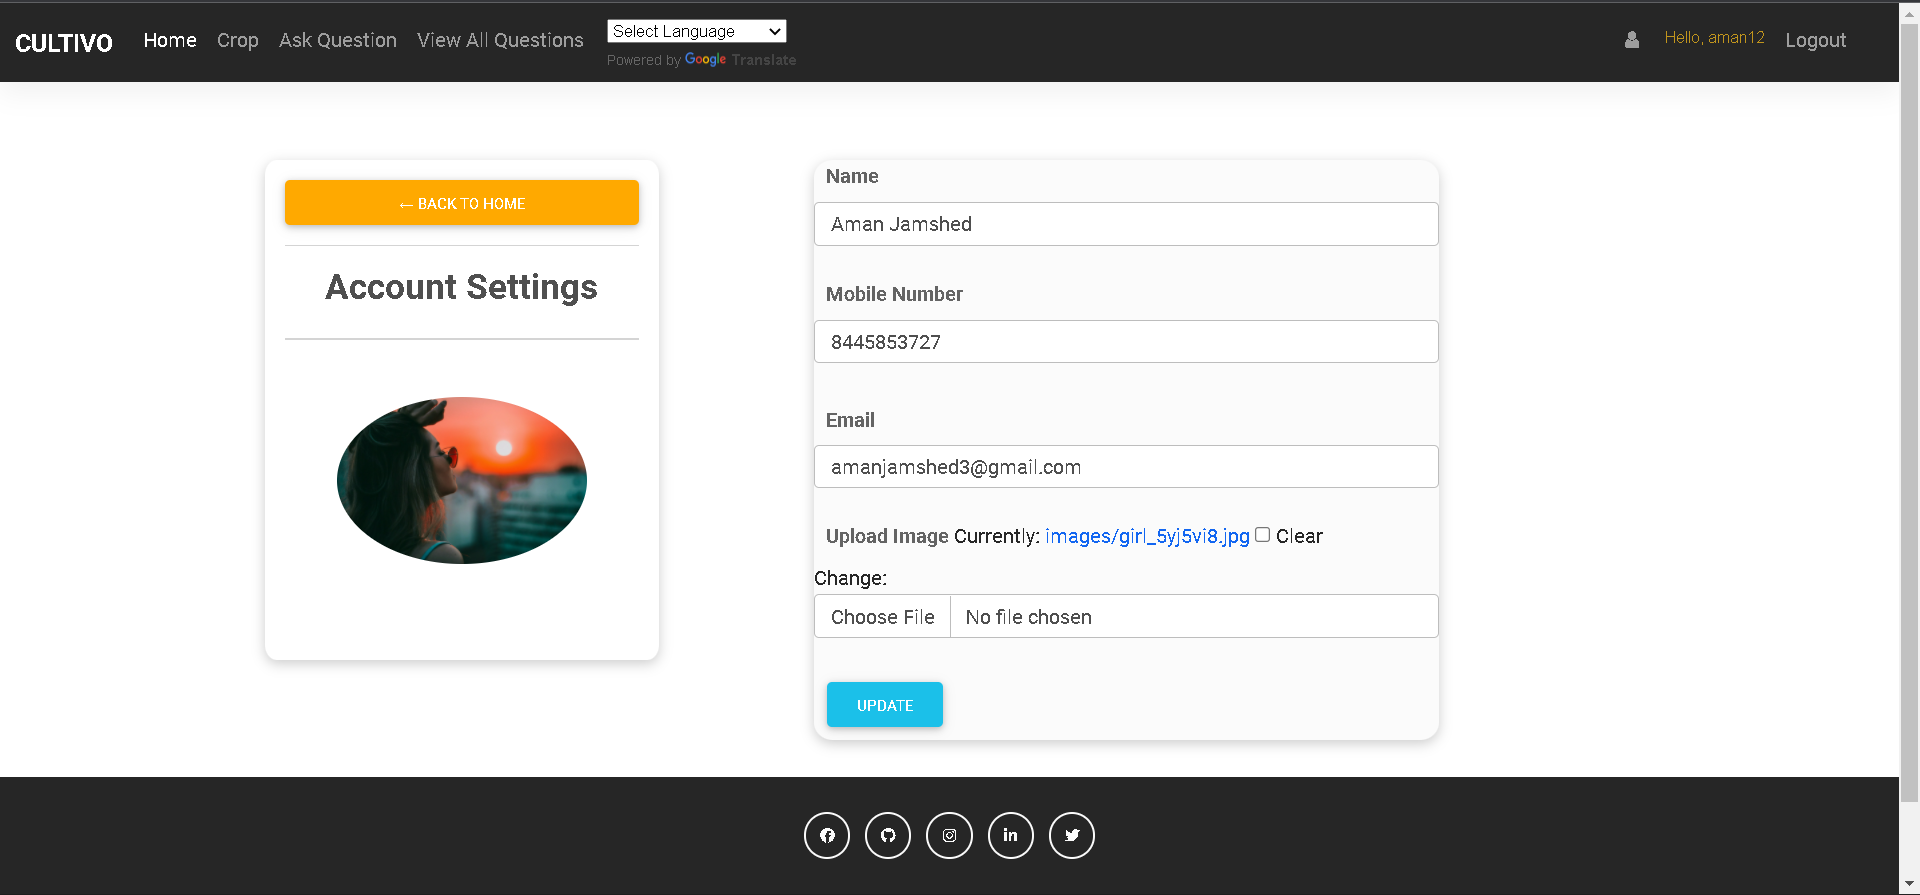 CULTIVO Home Crop Ask Question View All Questions Select Language Hello, aman12 Logout
Powered by Google Translate
← BACK TO HOME
Account Settings
Name
Aman Jamshed
Mobile Number
8445853727
Email
amanjamshed3@gmail.com
Upload Image Currently: images/girl_5yj5vi8.jpg Clear
Change:
Choose File No file chosen
UPDATE